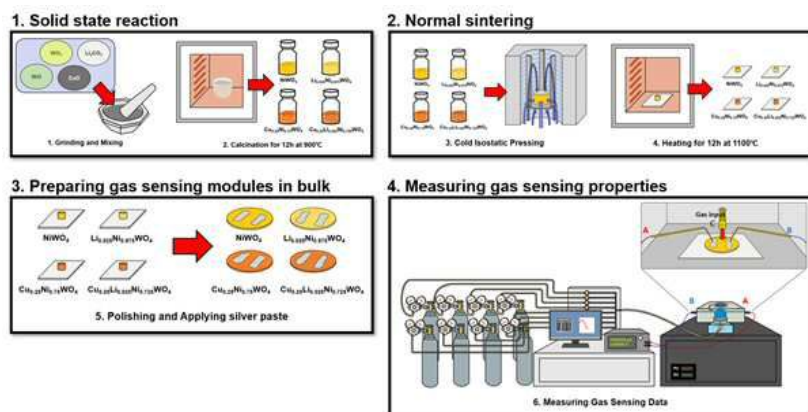 1. Solid state reaction
WO₃
Li₂CO₃
NiO
CuO
1. Grinding and Mixing
2. Calcination for 12h at 900℃
NiWO₄
2. Normal sintering
NiWO₄
3. Cold Isostatic Pressing
NiWO₄
4. Heating for 12h at 1100℃
3. Preparing gas sensing modules in bulk
NiWO₄
Li₀.₀₂₅Ni₀.₉₇₅WO₄
NiWO₄
Li₀.₀₂₅Ni₀.₉₇₅WO₄
Cu₀.₂₅Ni₀.₇₅WO₄
Cu₀.₂₅Li₀.₀₂₅Ni₀.₇₂₅WO₄
Cu₀.₂₅Ni₀.₇₅WO₄
Cu₀.₂₅Li₀.₀₂₅Ni₀.₇₂₅WO₄
5. Polishing and Applying silver paste
4. Measuring gas sensing properties
Gas input
C
A
B
B
A
6. Measuring Gas Sensing Data